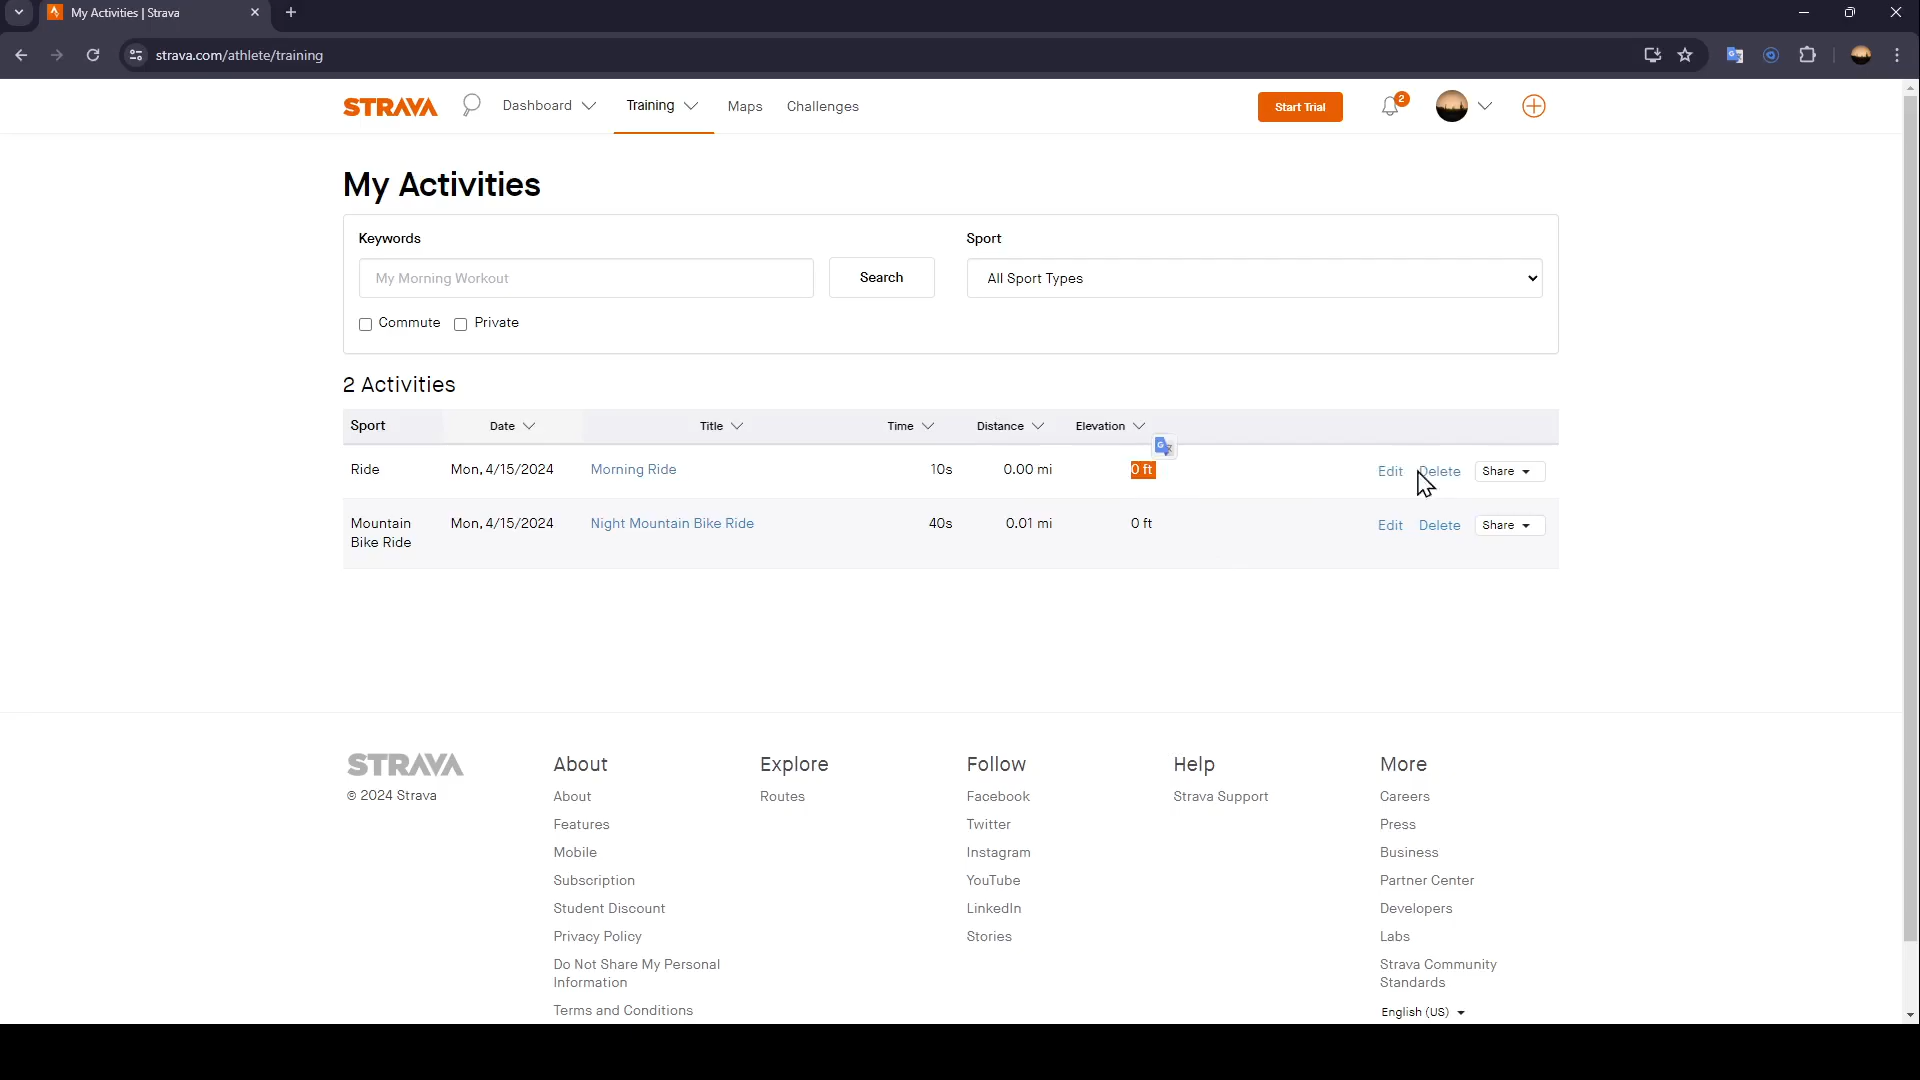 My Activities | Strava
strava.com/athlete/training
STRAVA Dashboard Training Maps Challenges Start Trial 2
My Activities
Keywords Sport
My Morning Workout Search All Sport Types
Commute Private
2 Activities
Sport Date Title Time Distance Elevation
Ride Mon, 4/15/2024 Morning Ride 10s 0.00 mi 0 ft Edit Delete Share
Mountain Bike Ride Mon, 4/15/2024 Night Mountain Bike Ride 40s 0.01 mi 0 ft Edit Delete Share
STRAVA
© 2024 Strava
About
About
Features
Mobile
Subscription
Student Discount
Privacy Policy
Do Not Share My Personal
Information
Terms and Conditions
Explore
Routes
Follow
Facebook
Twitter
Instagram
YouTube
LinkedIn
Stories
Help
Strava Support
More
Careers
Press
Business
Partner Center
Developers
Labs
Strava Community
Standards
English (US)